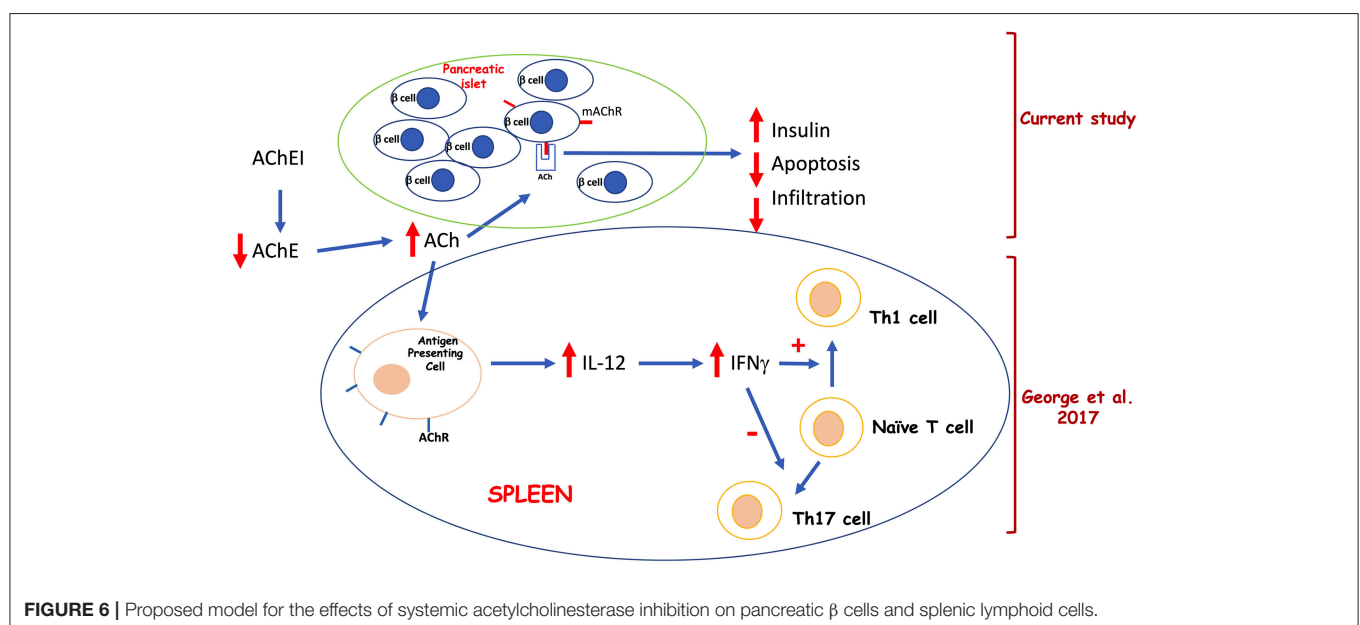 Pancreatic
islet
β cell
β cell
β cell
mAChR
β cell
β cell
β cell
β cell
ACh
AChEI
AChE
ACh
Insulin
Apoptosis
Infiltration
Current study
Antigen
Presenting
Cell
AChR
IL-12
IFNγ
+
-
Th1 cell
Naïve T cell
Th17 cell
SPLEEN
George et al.
2017
FIGURE 6 | Proposed model for the effects of systemic acetylcholinesterase inhibition on pancreatic β cells and splenic lymphoid cells.